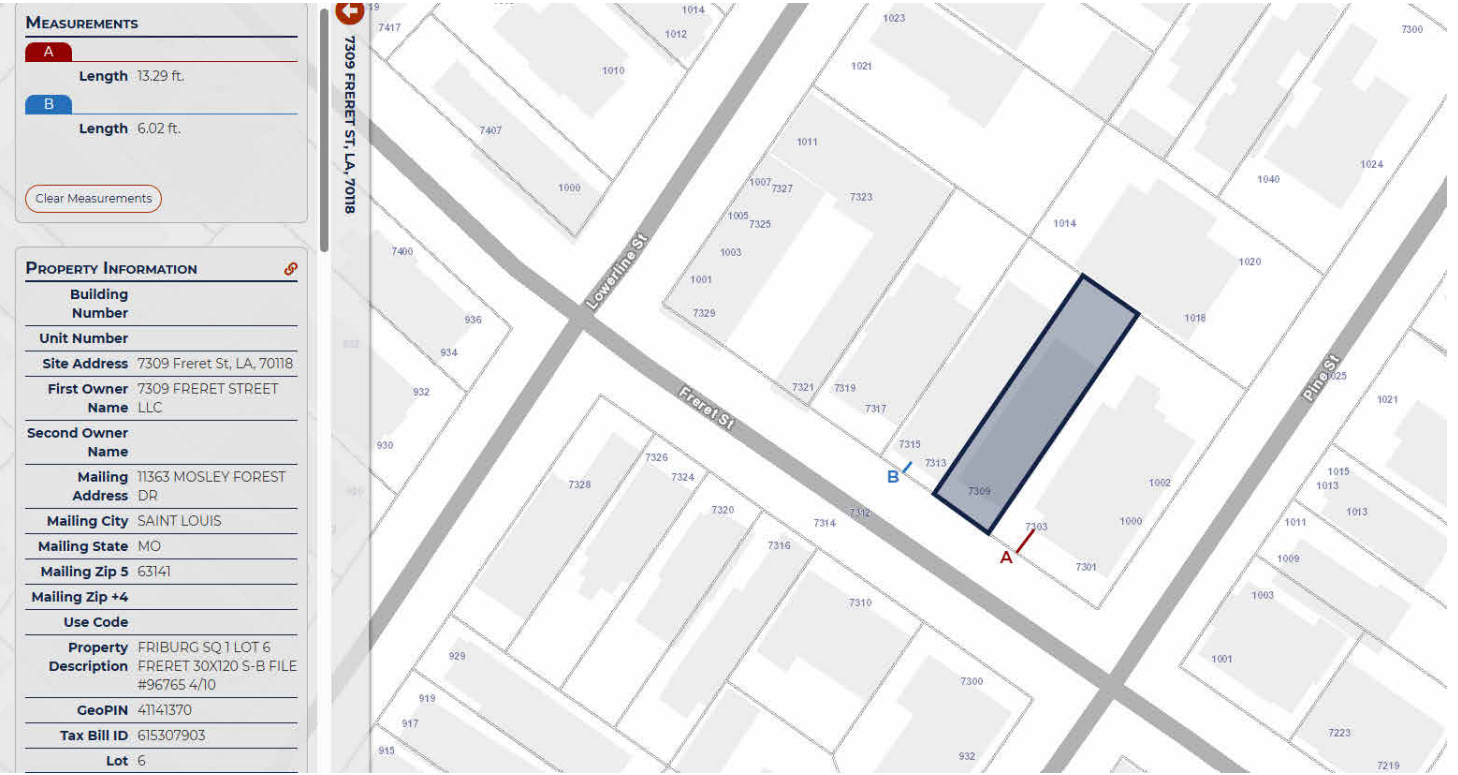 MEASUREMENTS
A
Length 13.29 ft.
B
Length 6.02 ft.
Clear Measurements
PROPERTY INFORMATION
Building
Number
Unit Number
Site Address 7309 Freret St, LA, 70118
First Owner 7309 FRERET STREET
Name LLC
Second Owner
Name
Mailing 11363 MOSLEY FOREST
Address DR
Mailing City SAINT LOUIS
Mailing State MO
Mailing Zip 5 63141
Mailing Zip +4
Use Code
Property FRIBURG SQ 1 LOT 6
Description FRERET 30X120 S-B FILE
#96765 4/10
GeoPIN 41141370
Tax Bill ID 615307903
Lot 6
7309 FRERET ST, LA, 70118
19
7417
1014
1012
1010
7407
1000
1023
1021
7300
1011
1007
7327
7323
1005
7325
1003
1001
7329
1024
1040
1014
1020
1018
7400
936
934
932
930
Lowerline St
Freret St
Pine St
7321
7319
7317
7315
7313
B
7309
7303
A
7301
1000
1002
1025
1021
1015
1013
1013
1011
1009
1003
1001
7328
7326
7324
7320
7314
7312
7316
7310
7300
932
929
919
917
915
7223
7219